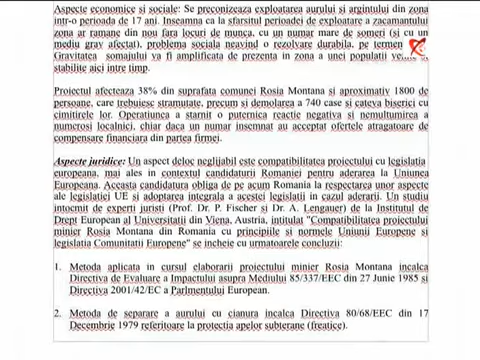 Aspecte economice si sociale: Se preconizeaza exploatarea aurului si argintului din zona
intr-o perioada de 17 ani. Inseamna ca la sfarsitul perioadei de exploatare a zacamantului
zona ar ramane din nou fara locuri de munca, cu un numar mare de someri (si cu un
mediu grav afectat), problema sociala neavind o rezolvare durabila, pe termen
Gravitatea somajului va fi amplificata de prezenta in zona a unei populatii
stabilite aici intre timp.
Proiectul afecteaza 38% din suprafata comunei Rosia Montana si aproximativ 1800 de
persoane, care trebuiesc stramutate, precum si demolarea a 740 case si cateva biserici cu
cimitirele lor. Operatiunea a starnit o puternica reactie negativa si nemultumirea a
numerosi localnici, chiar daca un numar insemnat au acceptat ofertele atragatoare de
compensare financiara din partea firmei.
Aspecte juridice: Un aspect deloc neglijabil este compatibilitatea proiectului cu legislatia
europeana, mai ales in contextul candidaturii Romaniei pentru aderarea la Uniunea
Europeana. Aceasta candidatura obliga de pe acum Romania la respectarea unor aspecte
ale legislatiei UE si adoptarea integrala a acestei legislatii in cazul aderarii. Un studiu
intocmit de experti juristi (Prof. Dr. P. Fischer si Dr. A. Lengauer) de la Institutul de
Drept European al Universitatii din Viena, Austria, intitulat "Compatibilitatea proiectului
minier Rosia Montana din Romania cu principiile si normele Uniunii Europene si
legislatia Comunitatii Europene" se incheie cu urmatoarele concluzii:
1. Metoda aplicata in cursul elaborarii proiectului minier Rosia Montana incalca
Directiva de Evaluare a Impactului asupra Mediului 85/337/EEC din 27 Iunie 1985 si
Directiva 2001/42/EC a Parlmentului European.
2. Metoda de separare a aurului cu cianura incalca Directiva 80/68/EEC din 17
Decembrie 1979 referitoare la protectia apelor subterane (freatice).